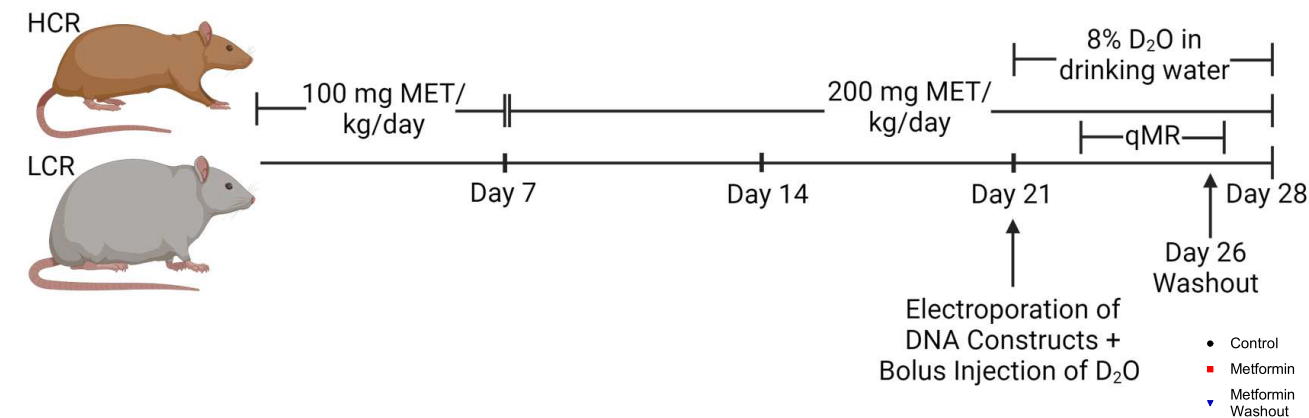 HCR
8% D₂O in
drinking water
100 mg MET/
kg/day
200 mg MET/
kg/day
qMR
LCR
Day 7
Day 14
Day 21
Day 28
Day 26
Washout
Electroporation of
DNA Constructs +
Bolus Injection of D₂O
Control
Metformin
Metformin
Washout